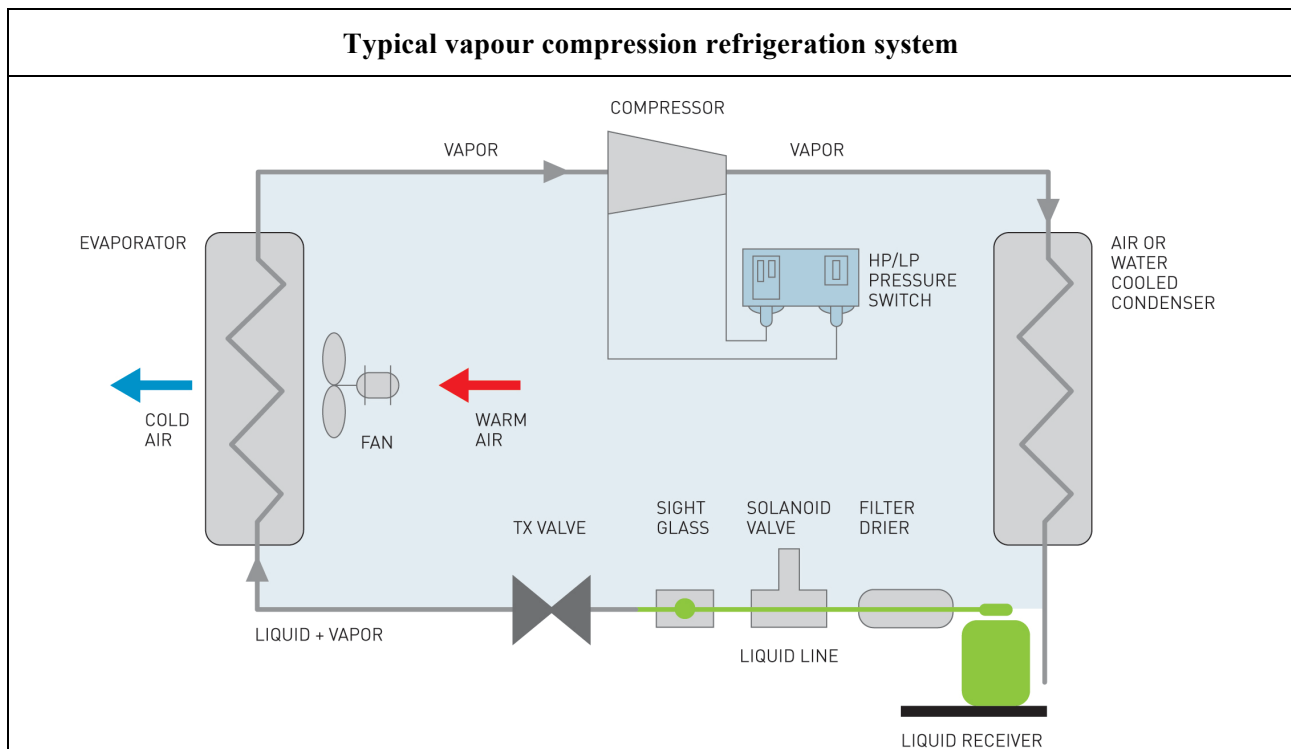 Typical vapour compression refrigeration system
COMPRESSOR
VAPOR
VAPOR
EVAPORATOR
HP/LP
PRESSURE
SWITCH
AIR OR
WATER
COOLED
CONDENSER
COLD
AIR
FAN
WARM
AIR
TX VALVE
SIGHT
GLASS
SOLANOID
VALVE
FILTER
DRIER
LIQUID + VAPOR
LIQUID LINE
LIQUID RECEIVER